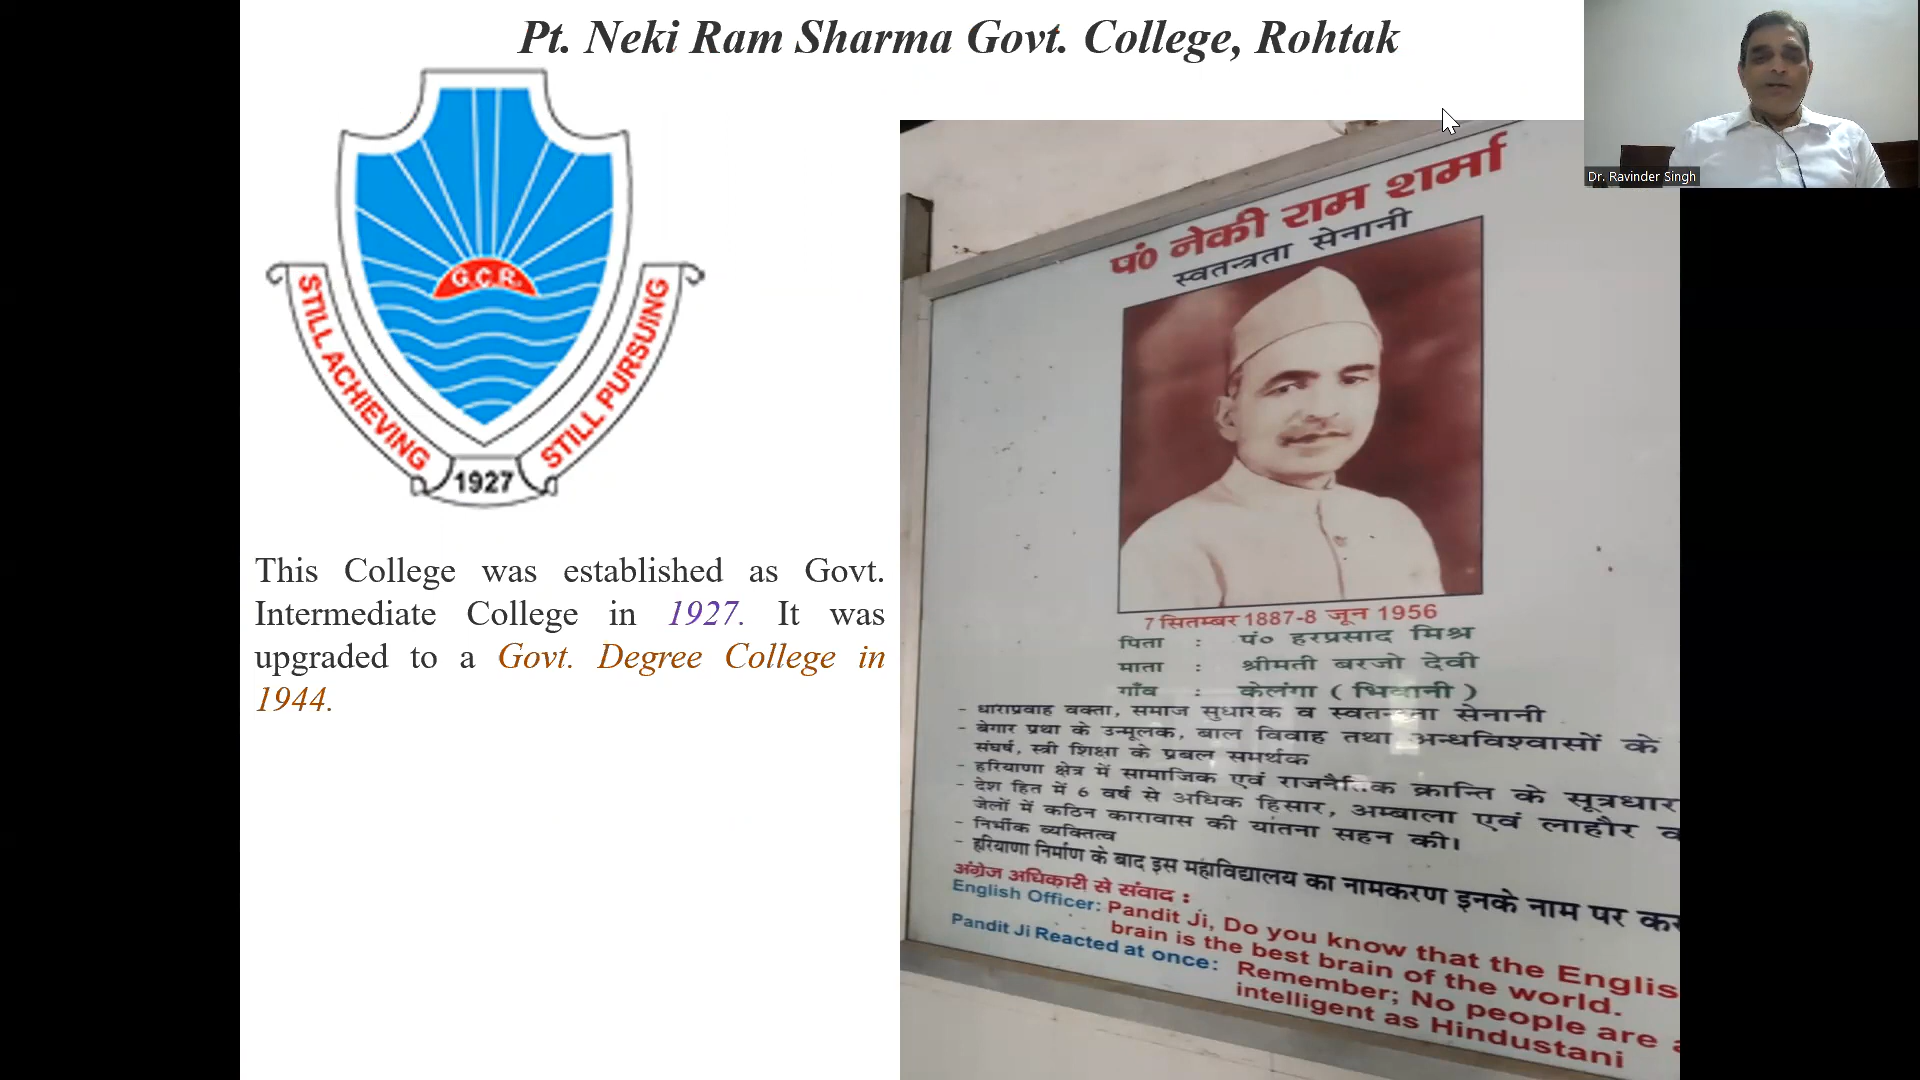 Pt. Neki Ram Sharma Govt. College, Rohtak
G.C.R.
STILL ACHIEVING
STILL PURSUING
1927
This College was established as Govt.
Intermediate College in 1927. It was
upgraded to a Govt. Degree College in
1944.
Dr. Ravinder Singh
पं0 नेकी राम शर्मा
स्वतन्त्रता सेनानी
7 सितम्बर 1887-8 जून 1956
पिता : पं० हरप्रसाद मिश्र
माता : श्रीमती बरजो देवी
गाँव : केलंगा ( भिवानी )
- धाराप्रवाह वक्ता, समाज सुधारक व स्वतन्त्रता सेनानी
- बेगार प्रथा के उन्मूलक, बाल विवाह तथा अन्धविश्वासों के
संघर्ष, स्त्री शिक्षा के प्रबल समर्थक
- हरियाणा क्षेत्र में सामाजिक एवं राजनैतिक क्रान्ति के सूत्रधार
- देश हित में 6 वर्ष से अधिक हिसार, अम्बाला एवं लाहौर
जेलों में कठिन कारावास की यांतना सहन की।
- निर्भीक व्यक्तित्व
- हरियाणा निर्माण के बाद इस महाविद्यालय का नामकरण इनके नाम पर
अंग्रेज अधिकारी से संवाद :
English Officer: Pandit Ji, Do you know that the Englis
brain is the best brain of the world.
Pandit Ji Reacted at once: Remember; No people are
intelligent as Hindustani